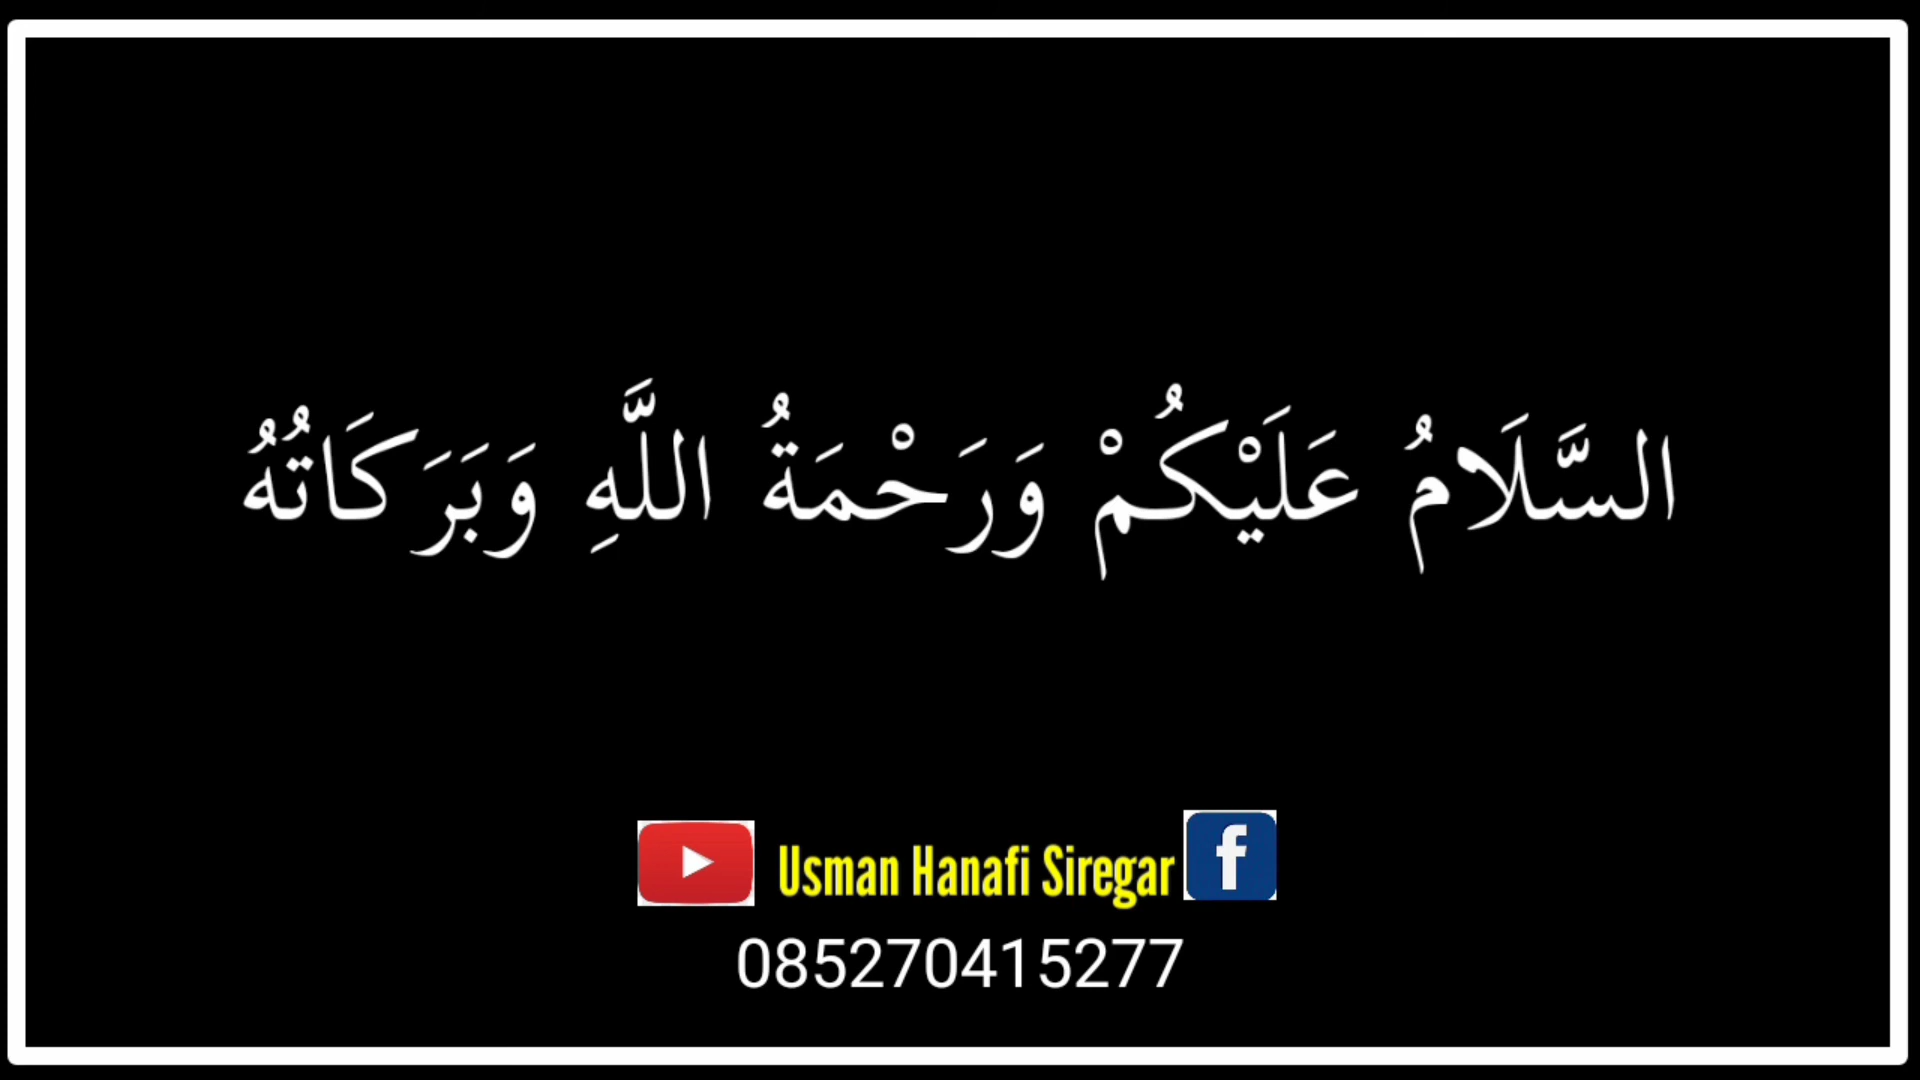 السَّلَامُ عَلَيْكُمْ وَرَحْمَةُ اللَّهِ وَبَرَكَاتُهُ
Usman Hanafi Siregar f
085270415277